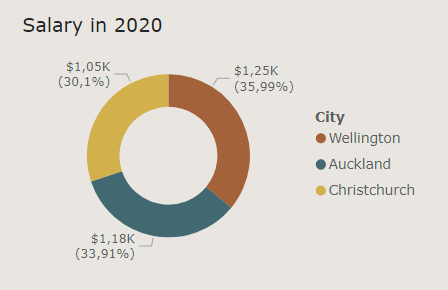 Salary in 2020
$1,05K
(30,1%)
$1,25K
(35,99%)
City
Wellington
Auckland
Christchurch
$1,18K
(33,91%)